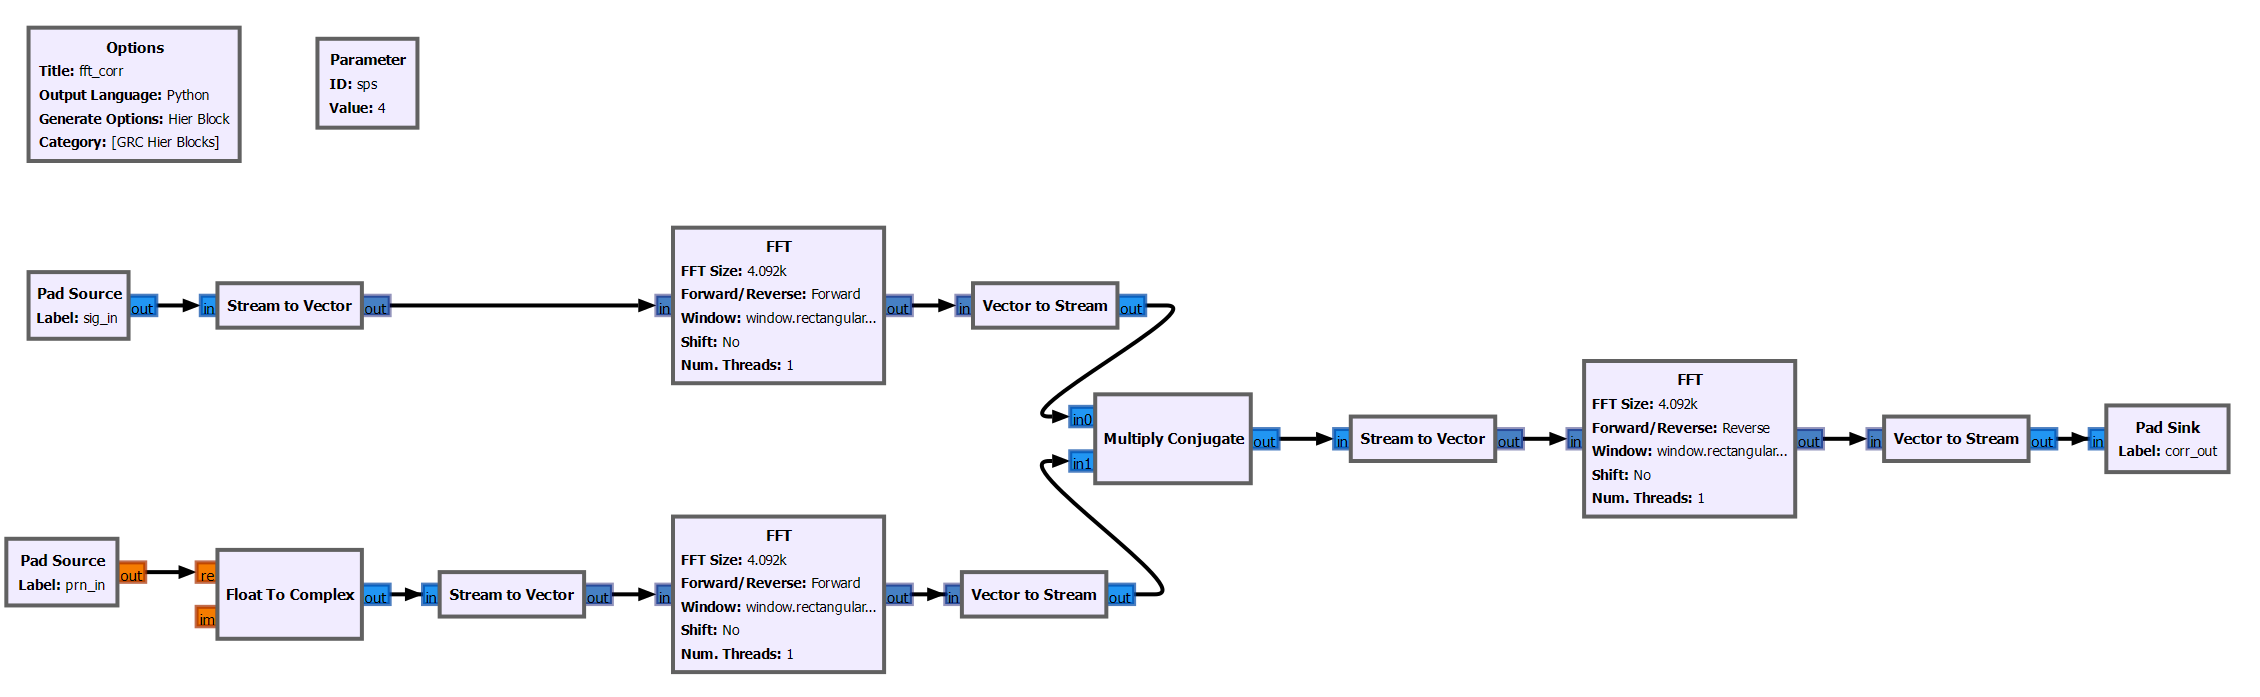 Options
Title: fft_corr
Output Language: Python
Generate Options: Hier Block
Category: [GRC Hier Blocks]
Parameter
ID: sps
Value: 4
Pad Source
Label: sig_in
out
in
Stream to Vector
out
in
FFT
FFT Size: 4.092k
Forward/Reverse: Forward
Window: window.rectangular...
Shift: No
Num. Threads: 1
out
in
Vector to Stream
out
Pad Source
Label: prn_in
out
re
im
Float To Complex
out
in
Stream to Vector
out
in
FFT
FFT Size: 4.092k
Forward/Reverse: Forward
Window: window.rectangular...
Shift: No
Num. Threads: 1
out
in
Vector to Stream
out
in0
in1
Multiply Conjugate
out
in
Stream to Vector
out
in
FFT
FFT Size: 4.092k
Forward/Reverse: Reverse
Window: window.rectangular...
Shift: No
Num. Threads: 1
out
in
Vector to Stream
out
in
Pad Sink
Label: corr_out